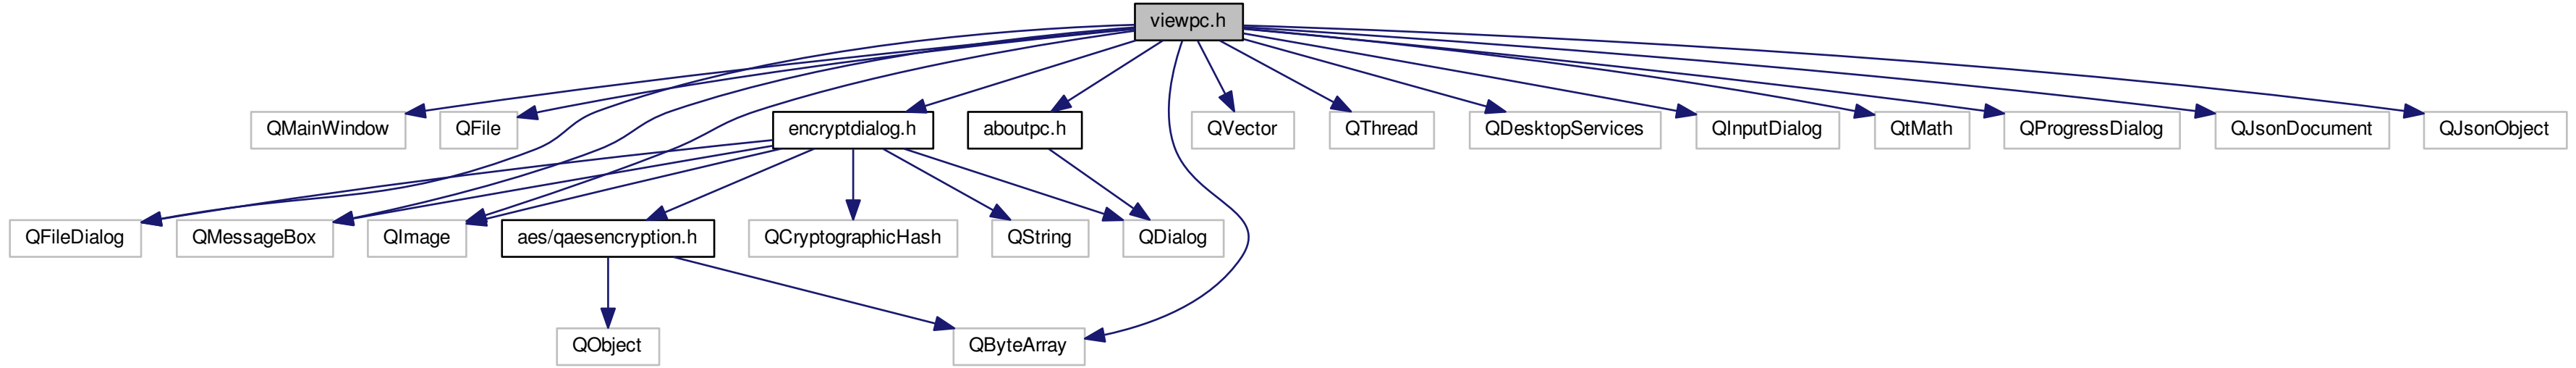 viewpc.h
QMainWindow
QFile
encryptdialog.h
aboutpc.h
QVector
QThread
QDesktopServices
QInputDialog
QtMath
QProgressDialog
QJsonDocument
QJsonObject
QFileDialog
QMessageBox
QImage
aes/qaesencryption.h
QCryptographicHash
QString
QDialog
QObject
QByteArray